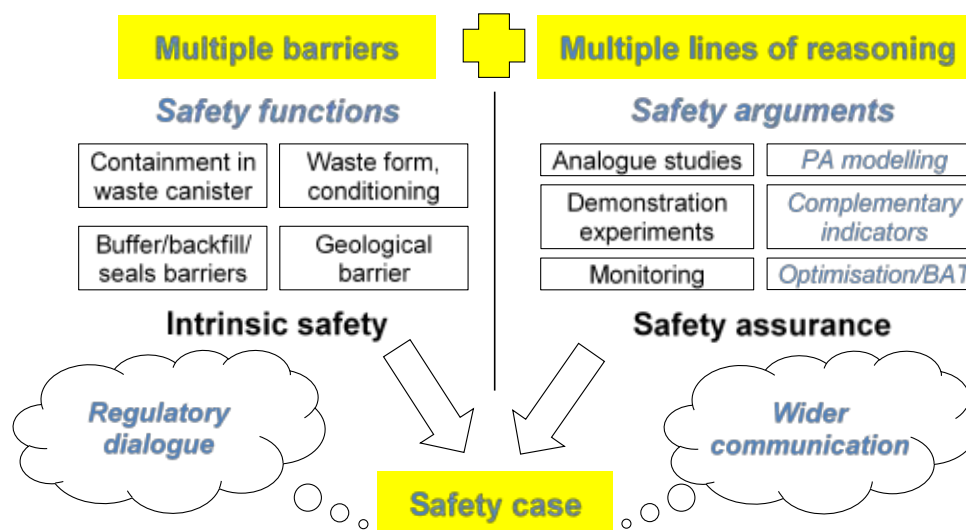 Multiple barriers
Multiple lines of reasoning
Safety functions
Safety arguments
Containment in
waste canister
Waste form,
conditioning
Buffer/backfill/
seals barriers
Geological
barrier
Analogue studies
PA modelling
Demonstration
experiments
Complementary
indicators
Monitoring
Optimisation/BAT
Intrinsic safety
Safety assurance
Regulatory
dialogue
Wider
communication
Safety case